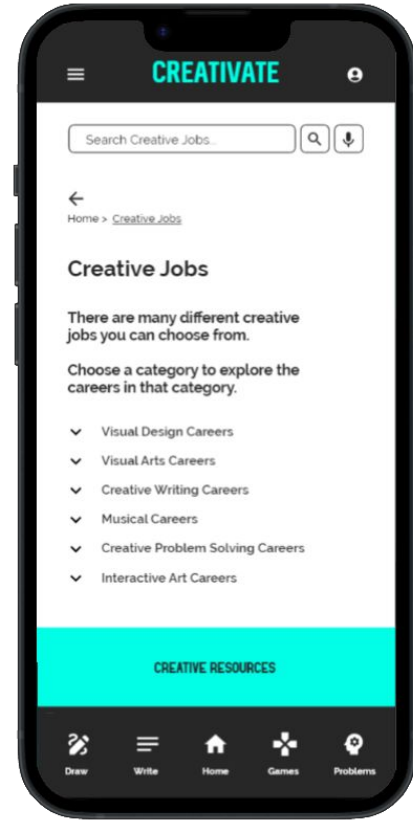 CREATIVATE
Search Creative Jobs..
Home > Creative Jobs
Creative Jobs
There are many different creative
jobs you can choose from.
Choose a category to explore the
careers in that category.
Visual Design Careers
Visual Arts Careers
Creative Writing Careers
Musical Careers
Creative Problem Solving Careers
Interactive Art Careers
CREATIVE RESOURCES
Draw Write Home Games Problems